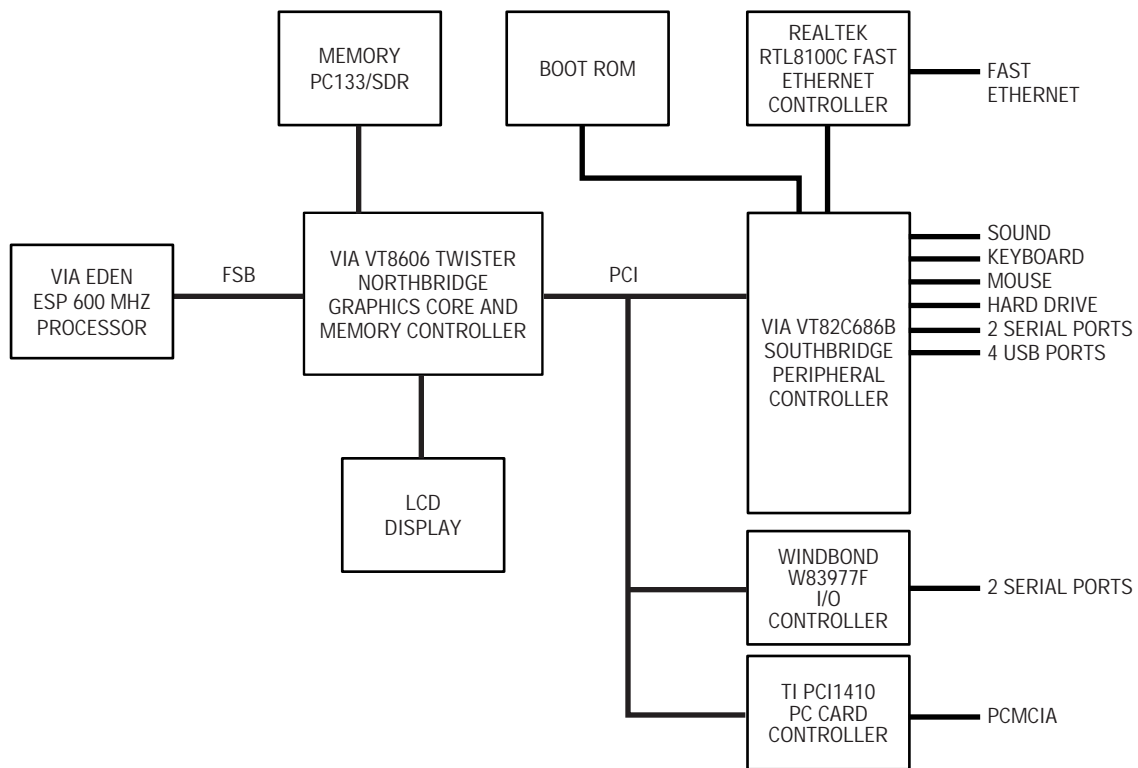 MEMORY
PC133/SDR
BOOT ROM
REALTEK
RTL8100C FAST
ETHERNET
CONTROLLER
FAST
ETHERNET
VIA EDEN
ESP 600 MHZ
PROCESSOR
FSB
VIA VT8606 TWISTER
NORTHBRIDGE
GRAPHICS CORE AND
MEMORY CONTROLLER
PCI
VIA VT82C686B
SOUTHBRIDGE
PERIPHERAL
CONTROLLER
SOUND
KEYBOARD
MOUSE
HARD DRIVE
2 SERIAL PORTS
4 USB PORTS
LCD
DISPLAY
WINDBOND
W83977F
I/O
CONTROLLER
2 SERIAL PORTS
TI PCI1410
PC CARD
CONTROLLER
PCMCIA